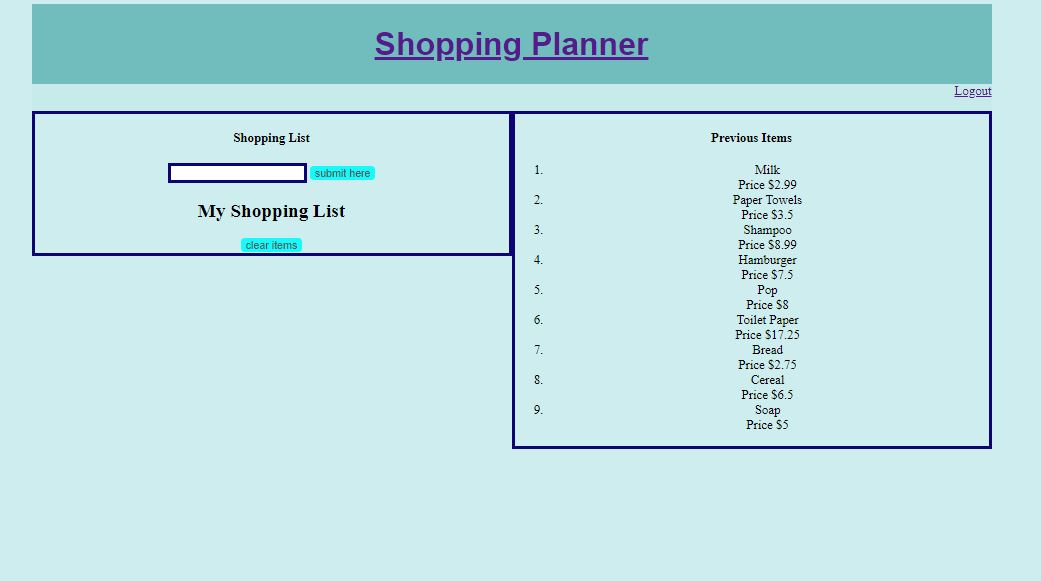 Shopping Planner
Logout
Shopping List
submit here
My Shopping List
clear items
Previous Items
1. Milk
Price $2.99
2. Paper Towels
Price $3.5
3. Shampoo
Price $8.99
4. Hamburger
Price $7.5
5. Pop
Price $8
6. Toilet Paper
Price $17.25
7. Bread
Price $2.75
8. Cereal
Price $6.5
9. Soap
Price $5